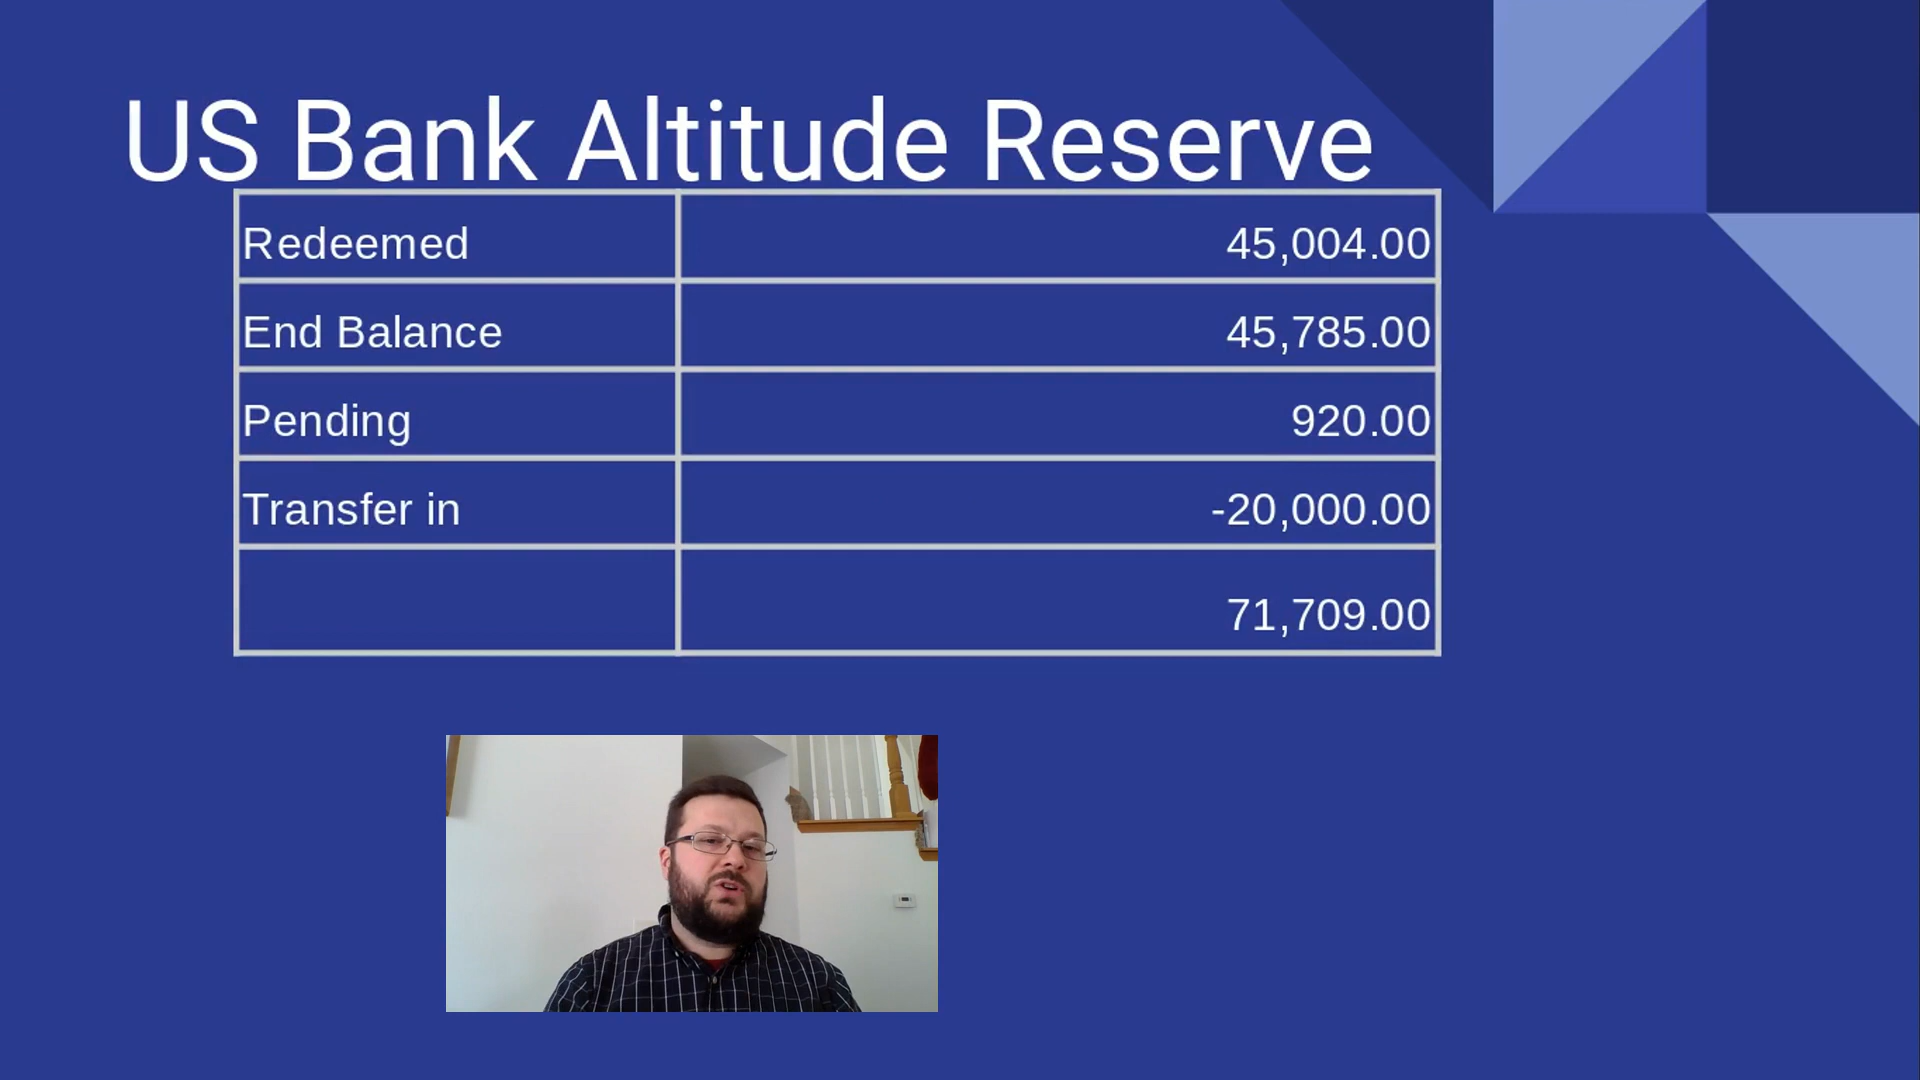 US Bank Altitude Reserve
Redeemed 45,004.00
End Balance 45,785.00
Pending 920.00
Transfer in -20,000.00
71,709.00